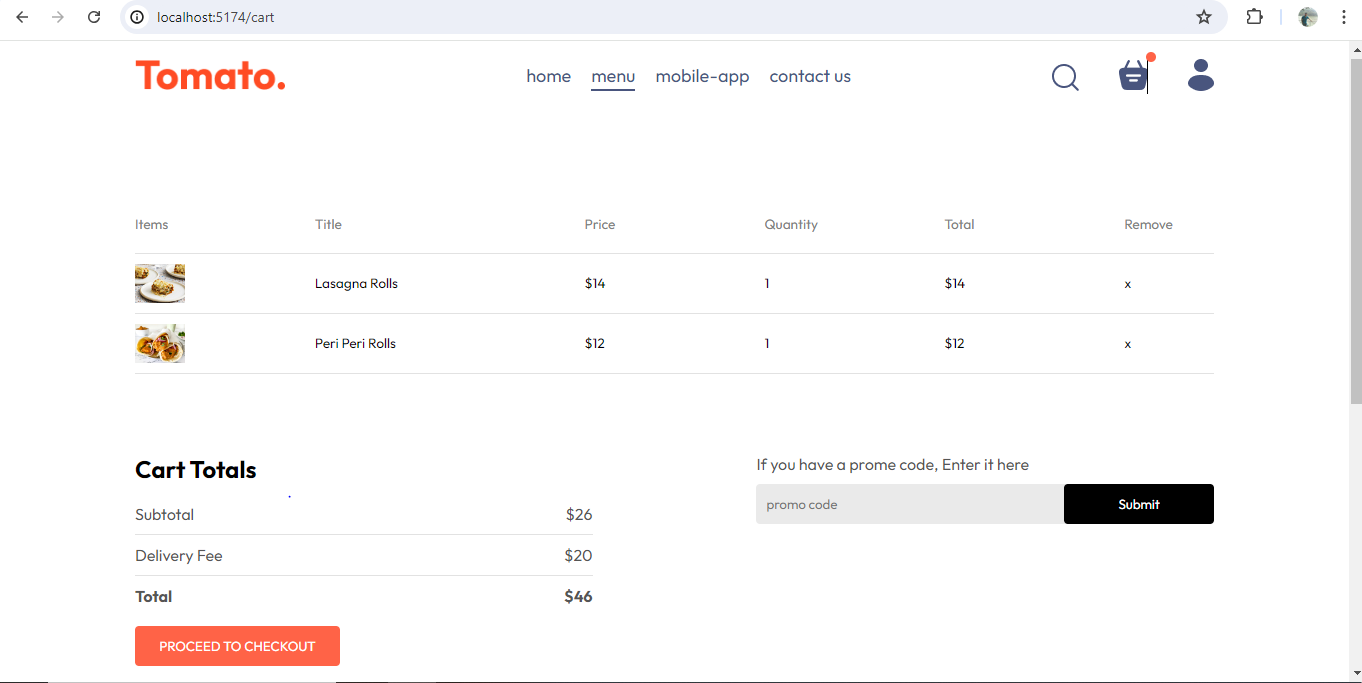 localhost:5174/cart
Tomato.
home menu mobile-app contact us
Items Title Price Quantity Total Remove
Lasagna Rolls $14 1 $14 x
Peri Peri Rolls $12 1 $12 x
Cart Totals
Subtotal $26
Delivery Fee $20
Total $46
PROCEED TO CHECKOUT
If you have a prome code, Enter it here
promo code Submit